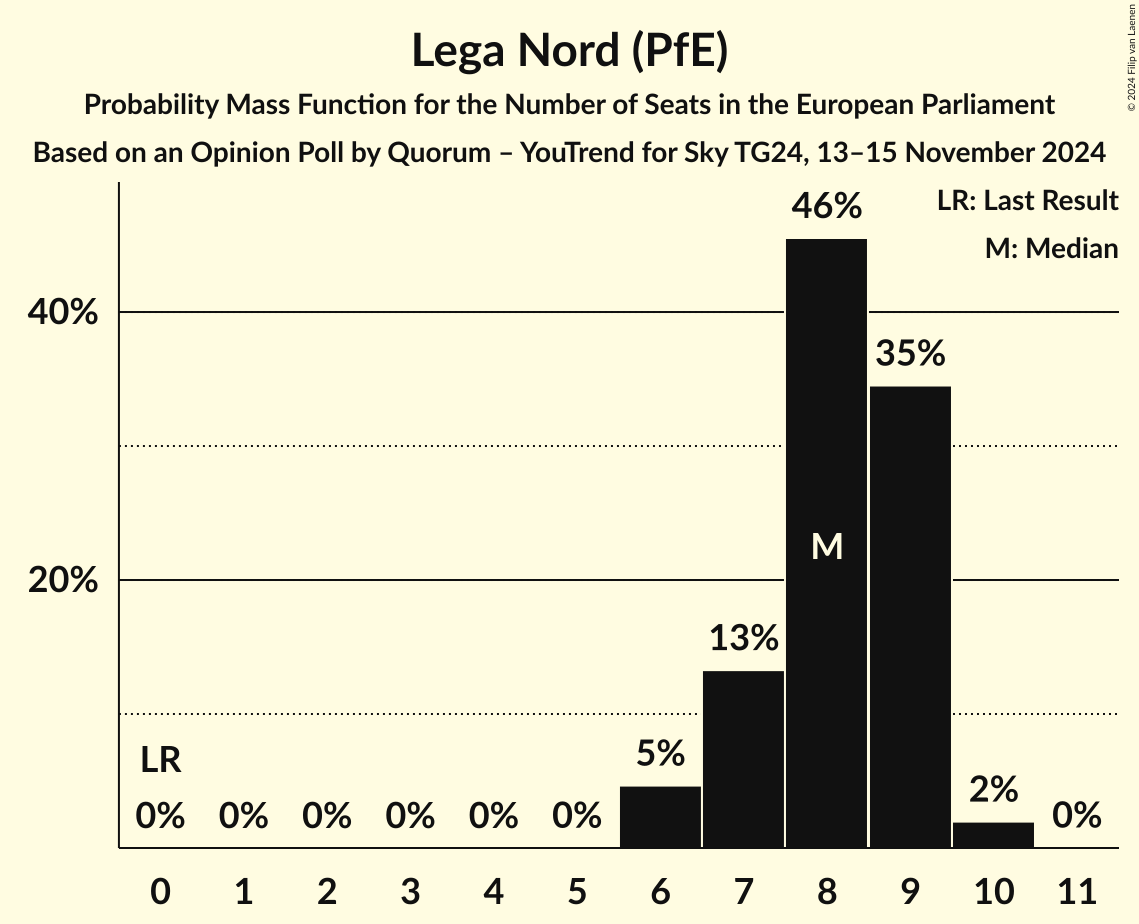 Lega Nord (PfE)
Probability Mass Function for the Number of Seats in the European Parliament
Based on an Opinion Poll by Quorum – YouTrend for Sky TG24, 13–15 November 2024
© 2024 Filip van Laenen
LR: Last Result
M: Median
46%
40%
35%
M
20%
13%
LR
5%
2%
0% 0% 0% 0% 0% 0% 0%
0 1 2 3 4 5 6 7 8 9 10 11